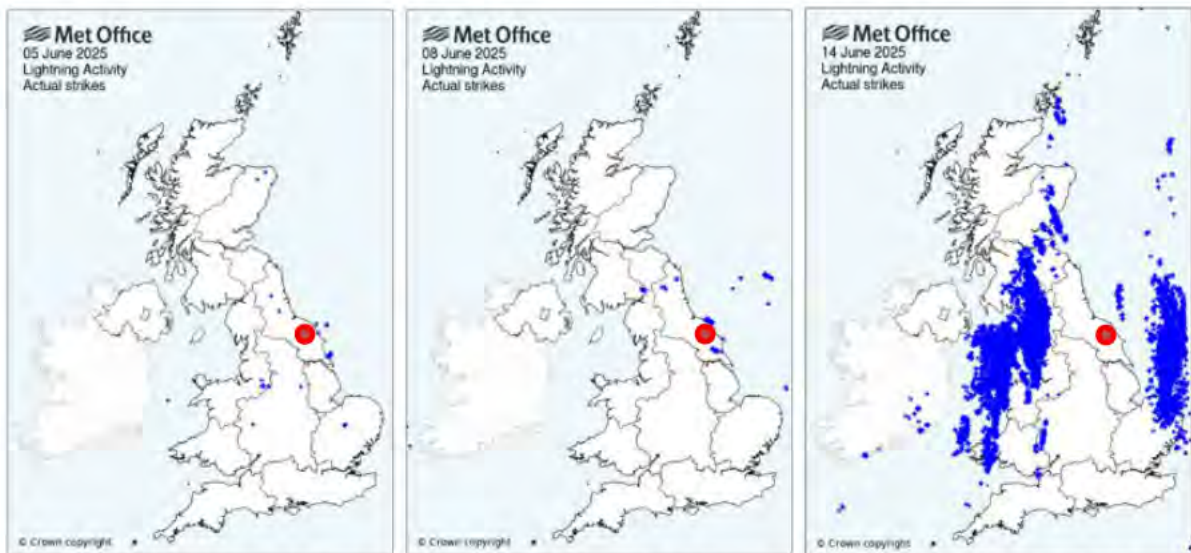 Met Office
05 June 2025
Lightning Activity
Actual strikes
© Crown copyright
Met Office
08 June 2025
Lightning Activity
Actual strikes
© Crown copyright
Met Office
14 June 2025
Lightning Activity
Actual strikes
© Crown copyright